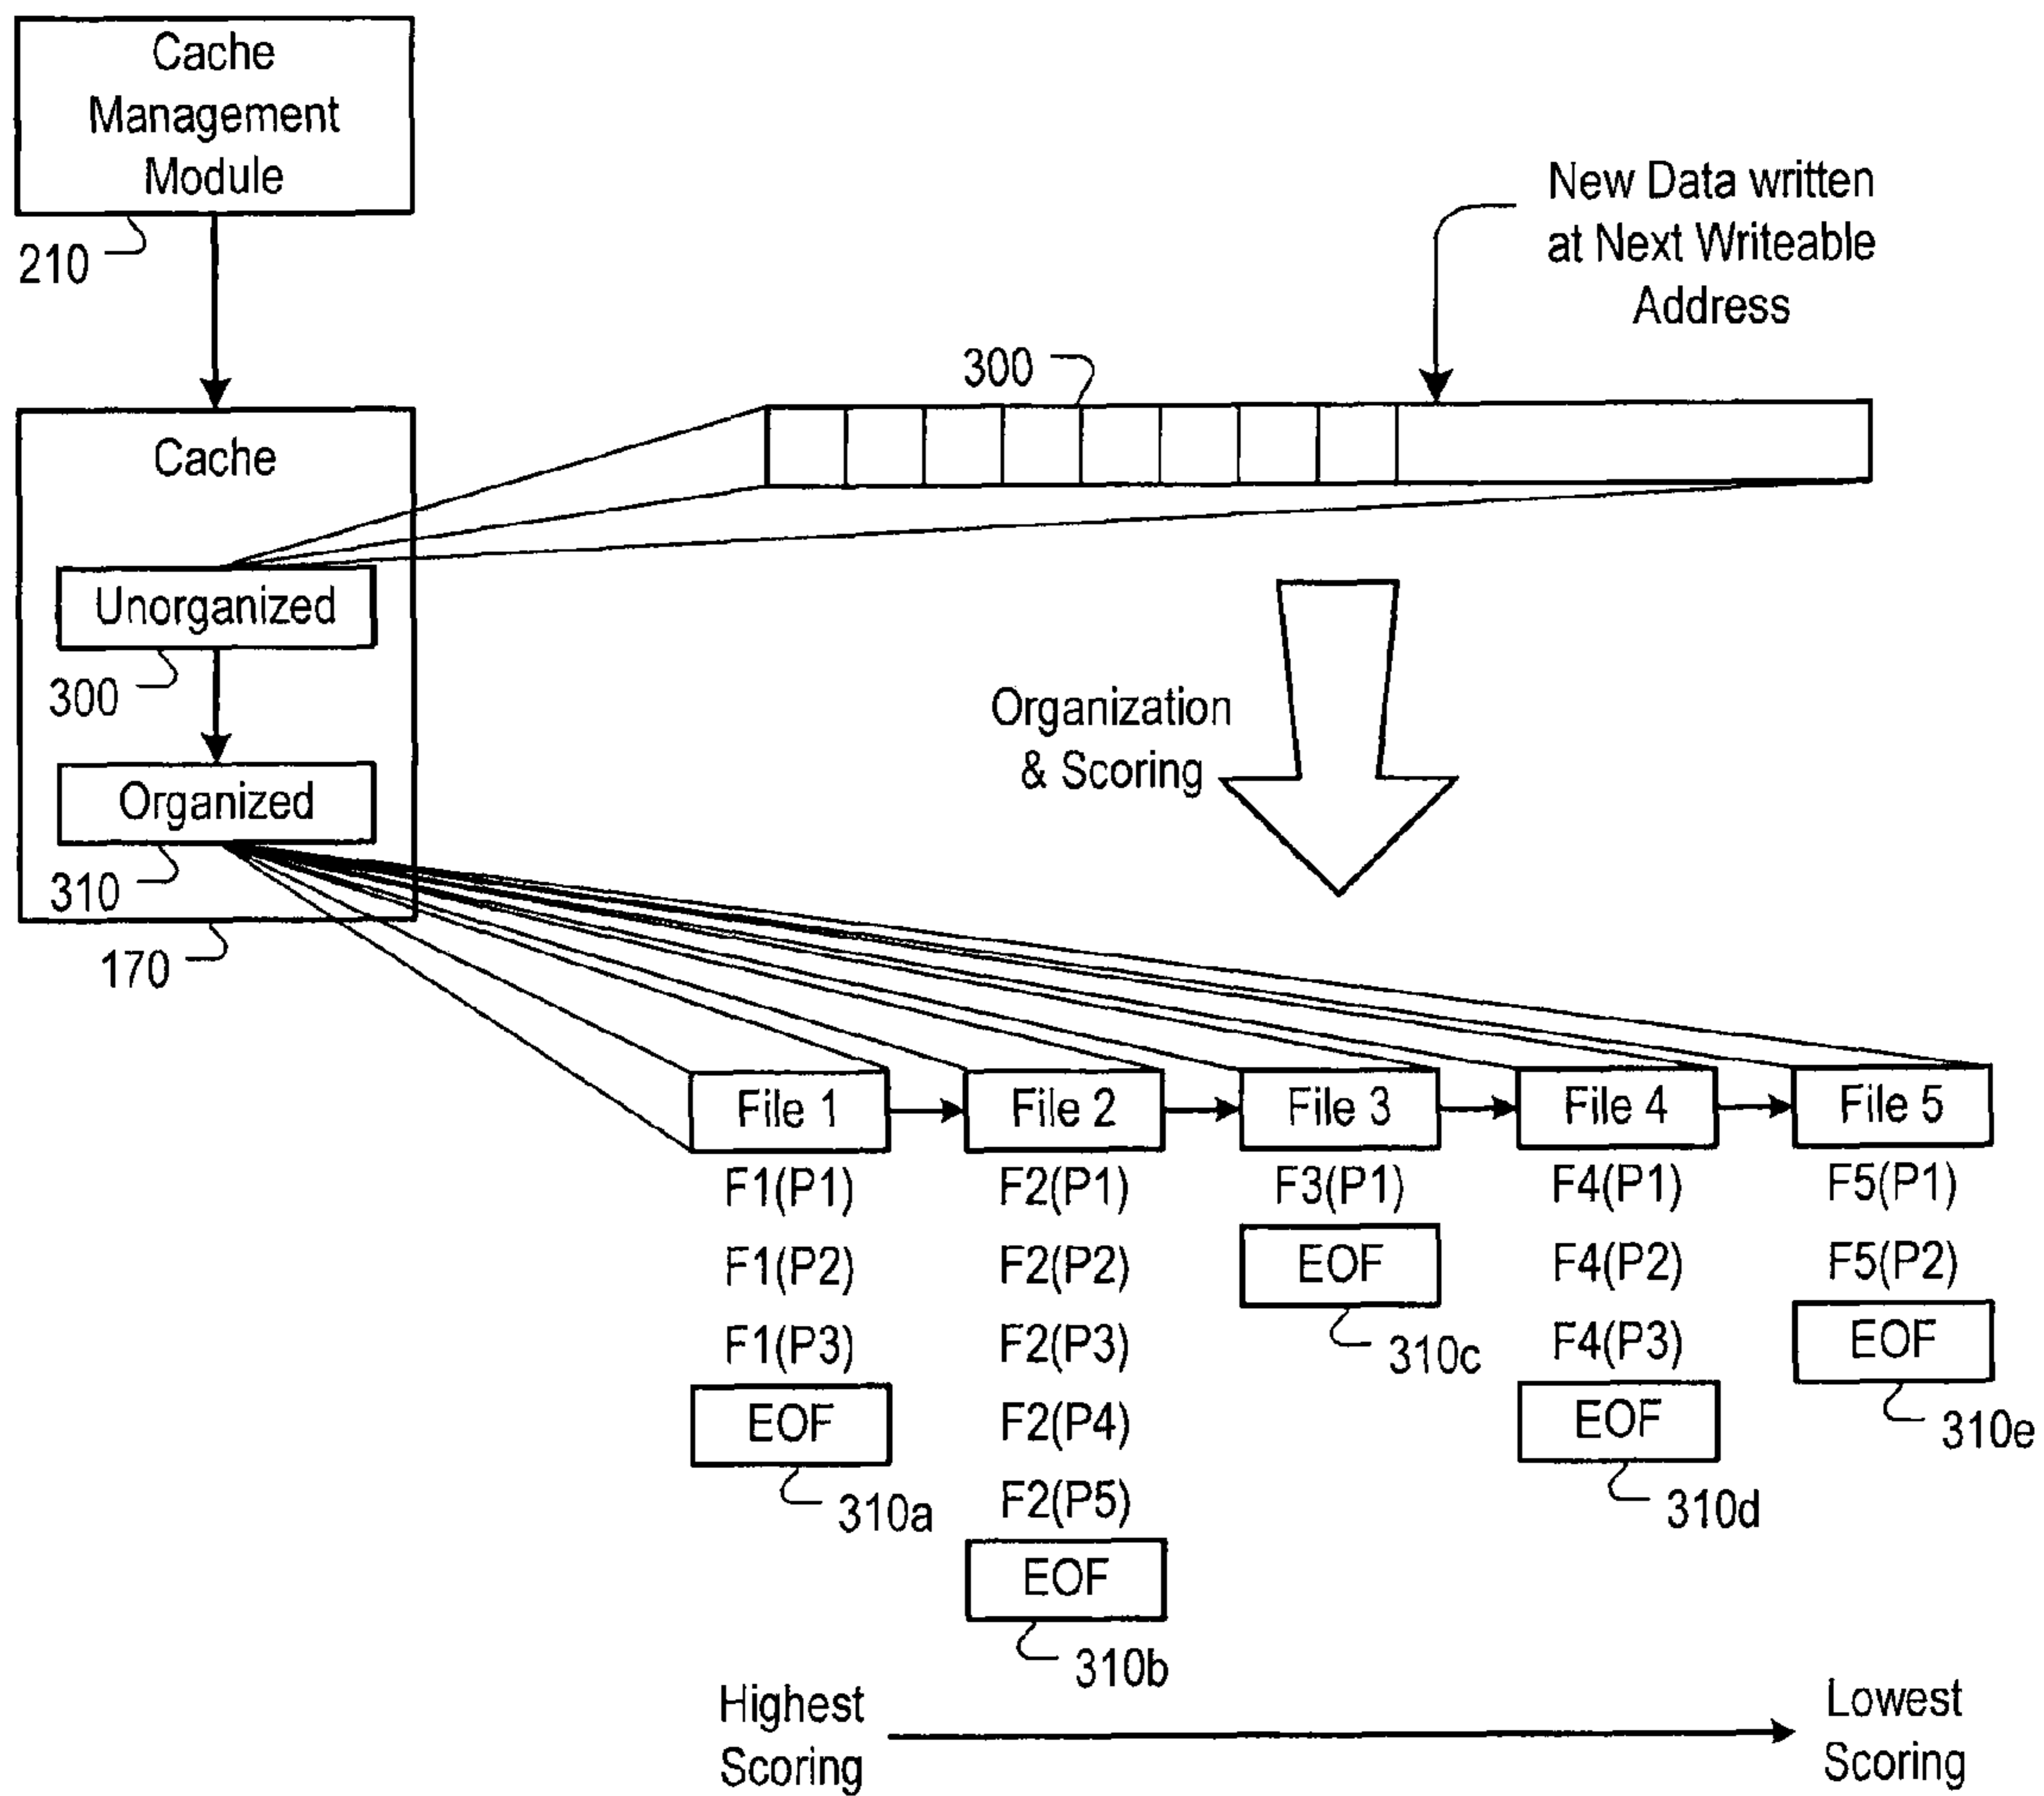 Cache
Management
Module
210
New Data written
at Next Writeable
Address
300
Cache
Unorganized
300
Organized
310
170
Organization
& Scoring
File 1
File 2
File 3
File 4
File 5
F1(P1)
F2(P1)
F3(P1)
F4(P1)
F5(P1)
F1(P2)
F2(P2)
EOF
F4(P2)
F5(P2)
F1(P3)
F2(P3)
310c
F4(P3)
EOF
EOF
F2(P4)
EOF
310e
310a
F2(P5)
310d
EOF
310b
Highest
Scoring
Lowest
Scoring